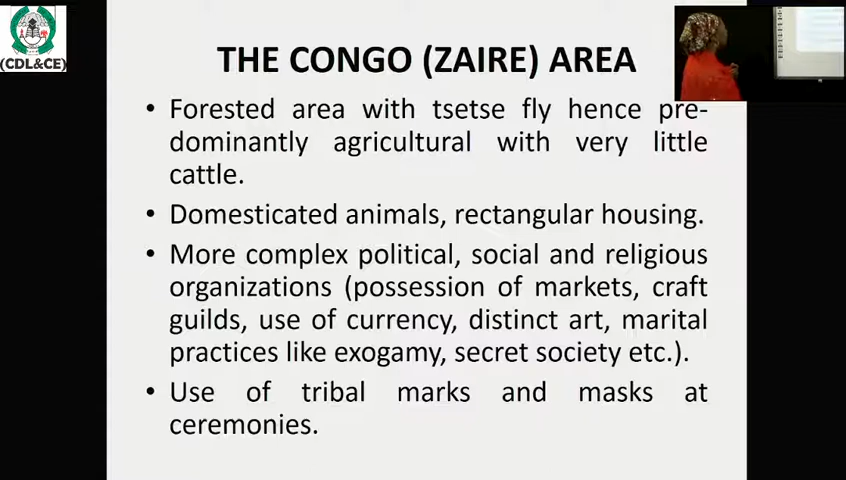 (CDL&CE)
THE CONGO (ZAIRE) AREA
• Forested area with tsetse fly hence pre-
dominantly agricultural with very little
cattle.
• Domesticated animals, rectangular housing.
• More complex political, social and religious
organizations (possession of markets, craft
guilds, use of currency, distinct art, marital
practices like exogamy, secret society etc.).
• Use of tribal marks and masks at
ceremonies.